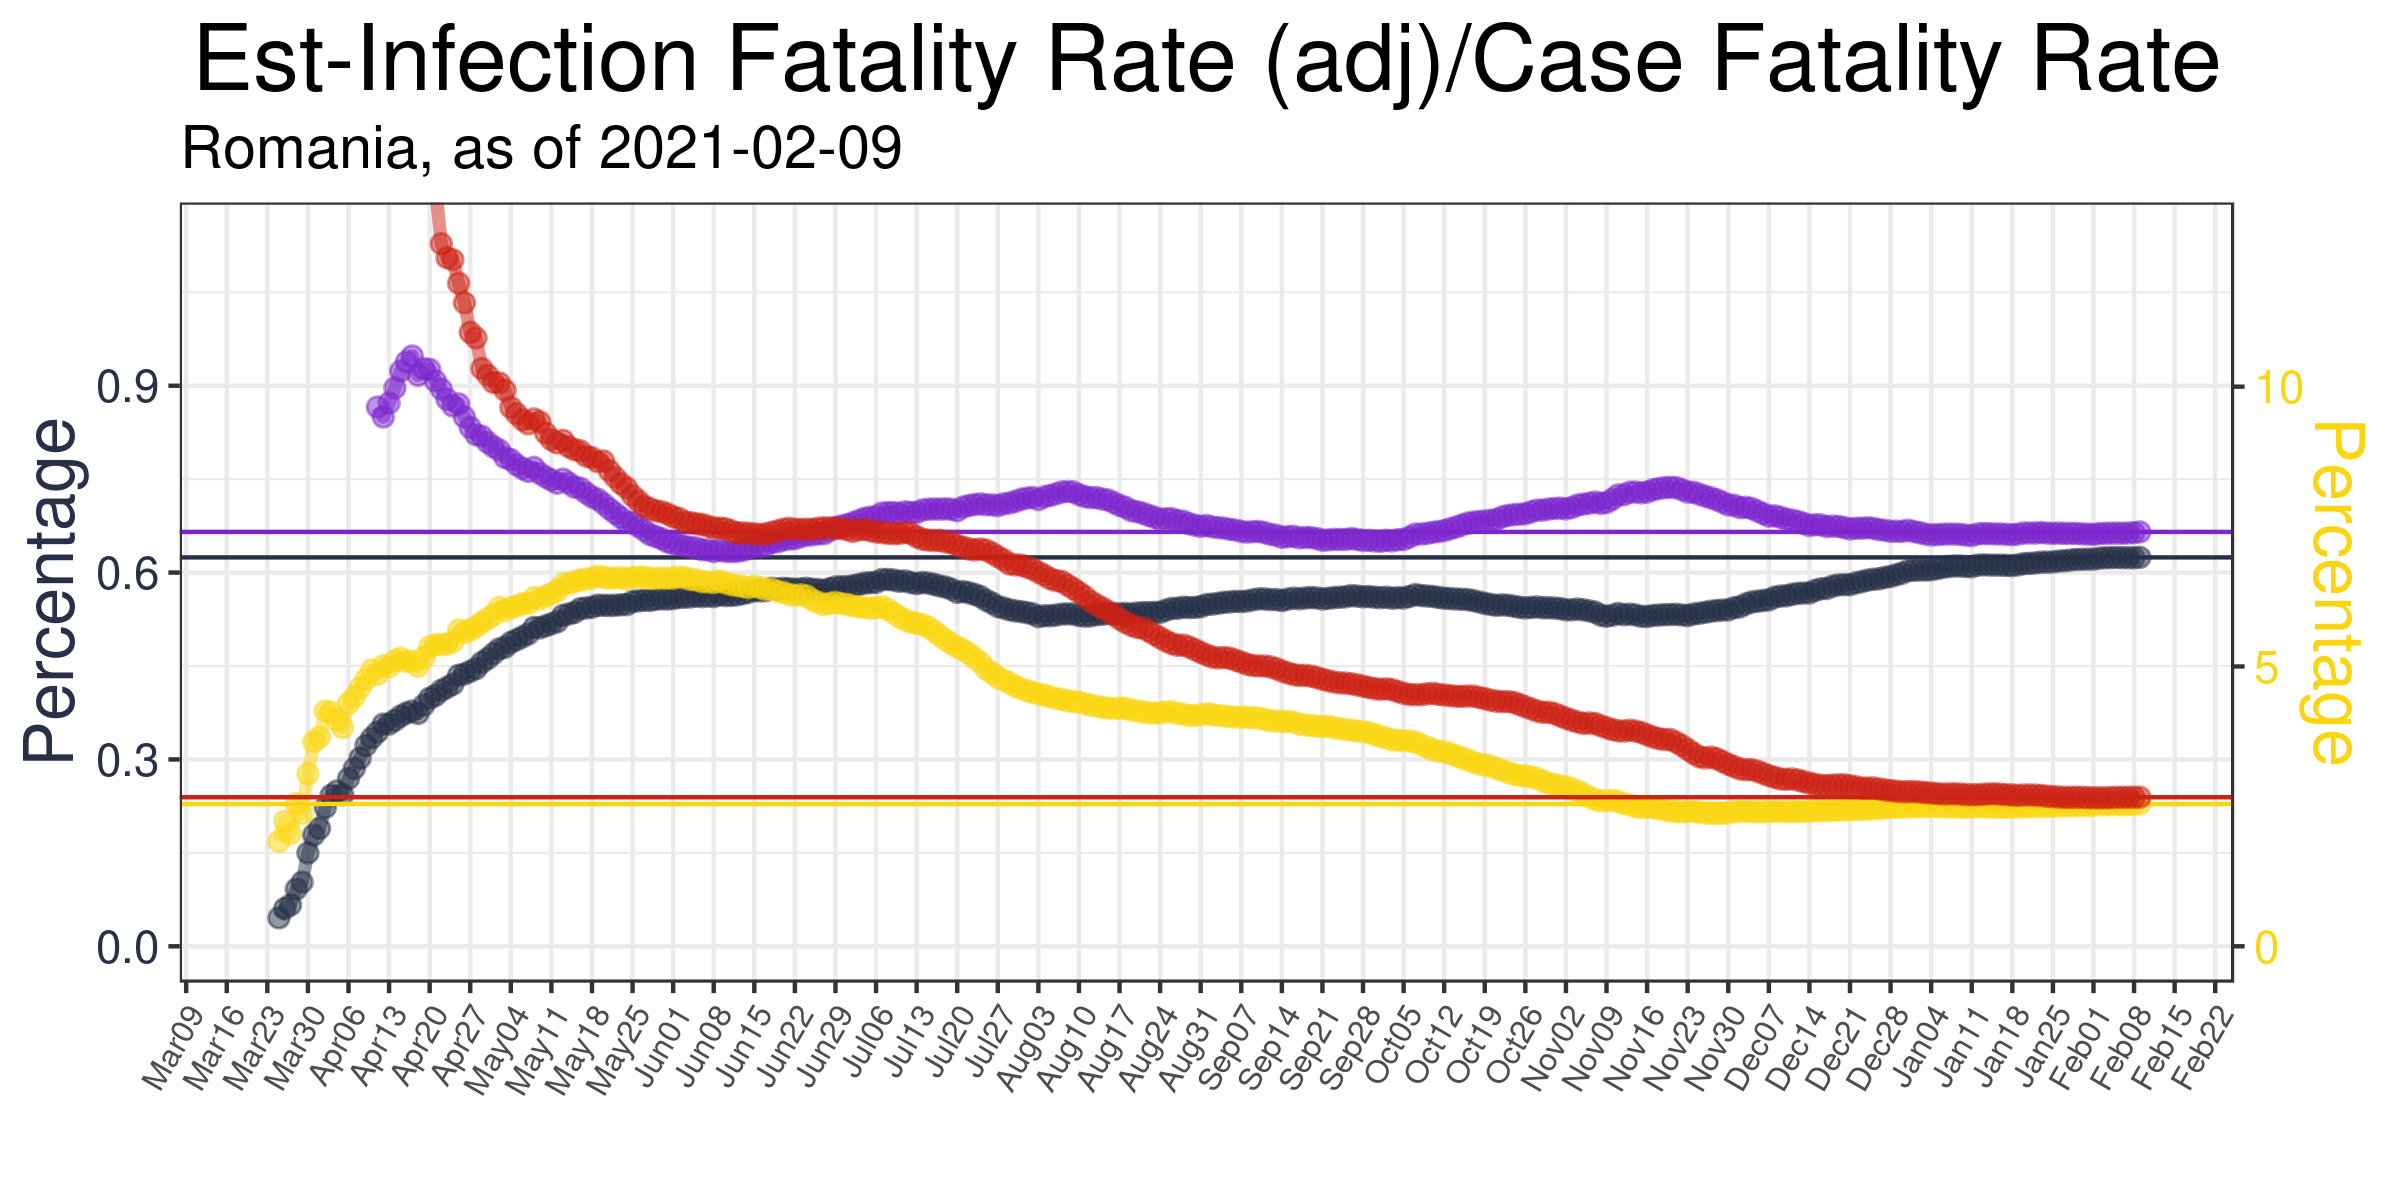 Est-Infection Fatality Rate (adj)/Case Fatality Rate
Romania, as of 2021-02-09
Percentage
0.9
0.6
0.3
0.0
10
5
0
Percentage
Mar09
Mar16
Mar23
Mar30
Apr06
Apr13
Apr20
Apr27
May04
May11
May18
May25
Jun01
Jun08
Jun15
Jun22
Jun29
Jul06
Jul13
Jul20
Jul27
Aug03
Aug10
Aug17
Aug24
Aug31
Sep07
Sep14
Sep21
Sep28
Oct05
Oct12
Oct19
Oct26
Nov02
Nov09
Nov16
Nov23
Nov30
Dec07
Dec14
Dec21
Dec28
Jan04
Jan11
Jan18
Jan25
Feb01
Feb08
Feb15
Feb22